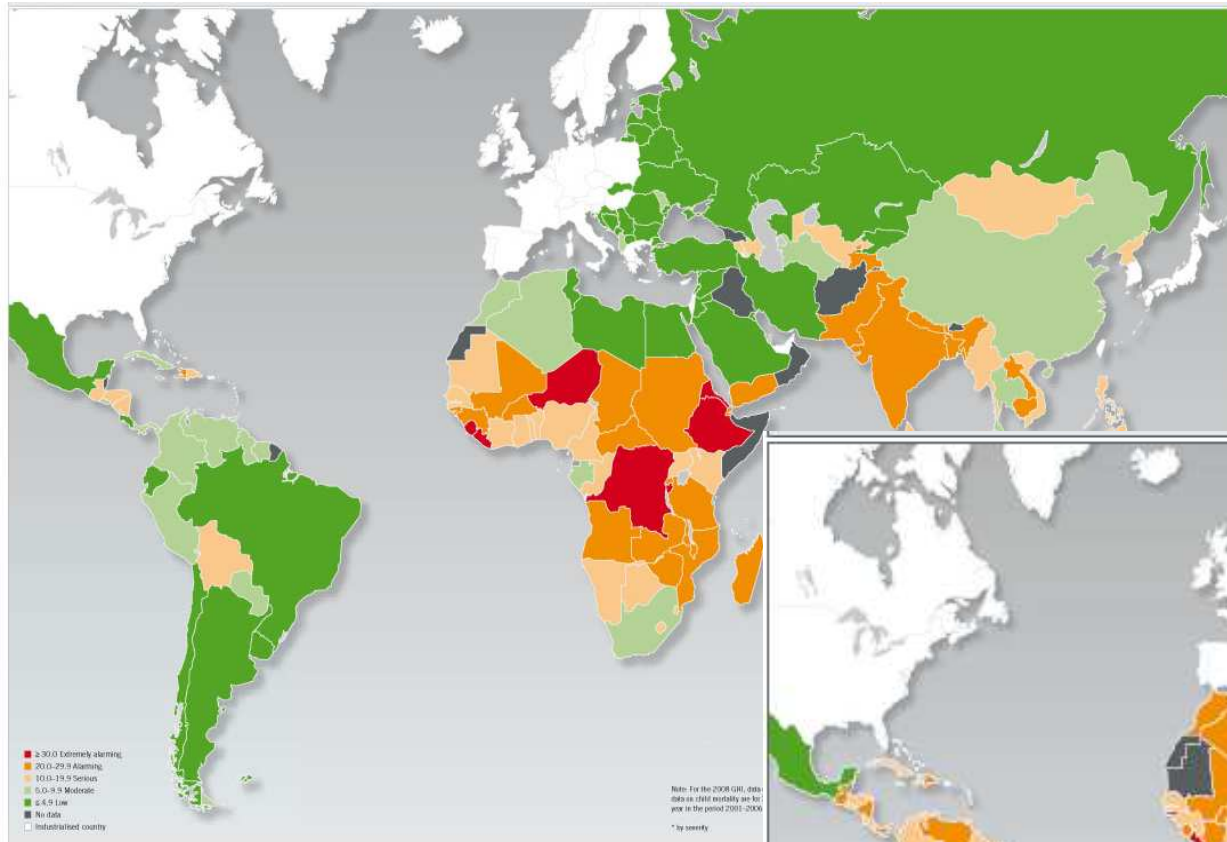 ≥ 30.0 Extremely alarming
20.0–29.9 Alarming
10.0–19.9 Serious
5.0–9.9 Moderate
≤ 4.9 Low
No data
Industrialised country
Note: For the 2008 GHI, data
data on child mortality are for
year in the period 2001–2006
* by severity